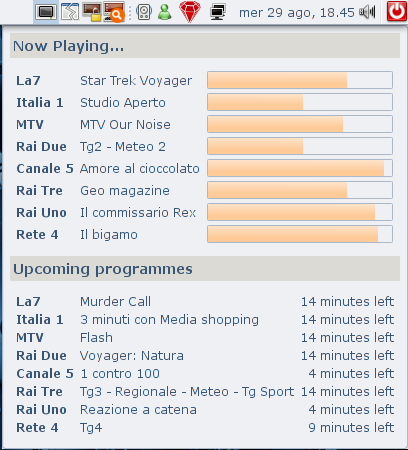 mer 29 ago, 18.45
Now Playing...
La7 Star Trek Voyager
Italia 1 Studio Aperto
MTV MTV Our Noise
Rai Due Tg2 - Meteo 2
Canale 5 Amore al cioccolato
Rai Tre Geo magazine
Rai Uno Il commissario Rex
Rete 4 Il bigamo
Upcoming programmes
La7 Murder Call 14 minutes left
Italia 1 3 minuti con Media shopping 4 minutes left
MTV Flash 14 minutes left
Rai Due Voyager: Natura 14 minutes left
Canale 5 1 contro 100 4 minutes left
Rai Tre Tg3 - Regionale - Meteo - Tg Sport 14 minutes left
Rai Uno Reazione a catena 4 minutes left
Rete 4 Tg4 9 minutes left